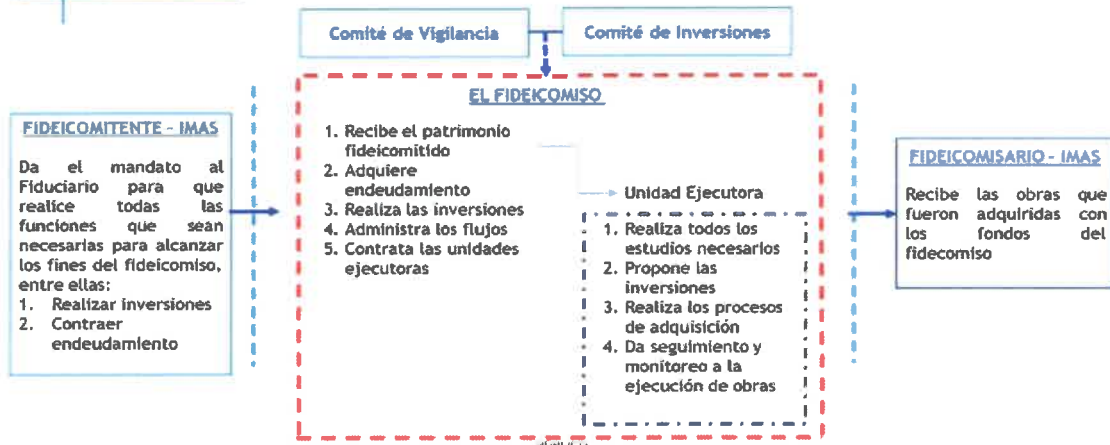 Comité de Vigilancia
Comité de Inversiones
FIDEICOMITENTE - IMAS
Da el mandato al
Fiduciario para que
realice todas las
funciones que sean
necesarias para alcanzar
los fines del fideicomiso,
entre ellas:
1. Realizar inversiones
2. Contraer
endeudamiento
EL FIDEICOMISO
1. Recibe el patrimonio
fideicomitido
2. Adquiere
endeudamiento
3. Realiza las inversiones
4. Administra los flujos
5. Contrata las unidades
ejecutoras
Unidad Ejecutora
1. Realiza todos los
estudios necesarios
2. Propone las
inversiones
3. Realiza los procesos
de adquisición
4. Da seguimiento y
monitoreo a la
ejecución de obras
FIDEICOMISARIO - IMAS
Recibe las obras que
fueron adquiridas con
los fondos del
fidecomiso